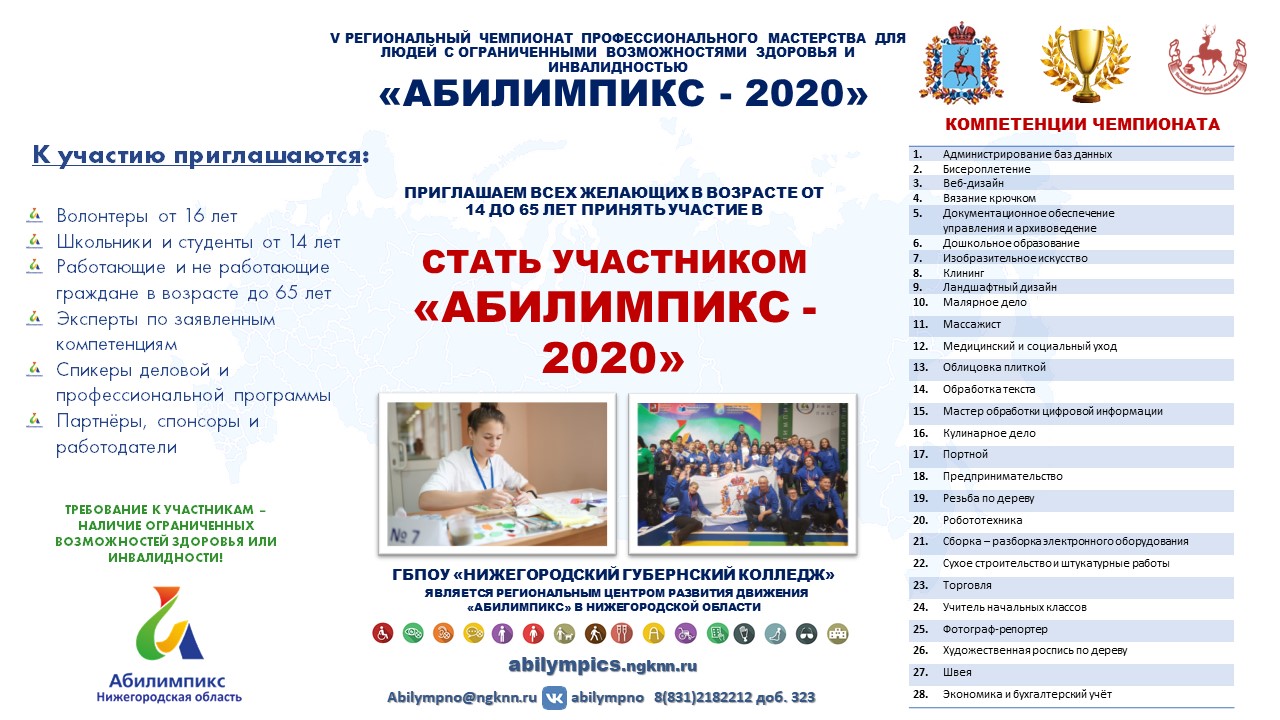 V РЕГИОНАЛЬНЫЙ ЧЕМПИОНАТ ПРОФЕССИОНАЛЬНОГО МАСТЕРСТВА ДЛЯ
ЛЮДЕЙ С ОГРАНИЧЕННЫМИ ВОЗМОЖНОСТЯМИ ЗДОРОВЬЯ И
ИНВАЛИДНОСТЬЮ
«АБИЛИМПИКС - 2020»
К участию приглашаются:
Волонтеры от 16 лет
Школьники и студенты от 14 лет
Работающие и не работающие
граждане в возрасте до 65 лет
Эксперты по заявленным
компетенциям
Спикеры деловой и
профессиональной программы
Партнёры, спонсоры и
работодатели
ТРЕБОВАНИЕ К УЧАСТНИКАМ –
НАЛИЧИЕ ОГРАНИЧЕННЫХ
ВОЗМОЖНОСТЕЙ ЗДОРОВЬЯ ИЛИ
ИНВАЛИДНОСТИ!
Абилимпикс
Нижегородская область
ПРИГЛАШАЕМ ВСЕХ ЖЕЛАЮЩИХ В ВОЗРАСТЕ ОТ
14 ДО 65 ЛЕТ ПРИНЯТЬ УЧАСТИЕ В
СТАТЬ УЧАСТНИКОМ
«АБИЛИМПИКС -
2020»
№ 7
ГБПОУ «НИЖЕГОРОДСКИЙ ГУБЕРНСКИЙ КОЛЛЕДЖ»
ЯВЛЯЕТСЯ РЕГИОНАЛЬНЫМ ЦЕНТРОМ РАЗВИТИЯ ДВИЖЕНИЯ
«АБИЛИМПИКС» В НИЖЕГОРОДСКОЙ ОБЛАСТИ
abilympics.ngknn.ru
Abilympno@ngknn.ru abilympno 8(831)2182212 доб. 323
КОМПЕТЕНЦИИ ЧЕМПИОНАТА
1. Администрирование баз данных
2. Бисероплетение
3. Веб-дизайн
4. Вязание крючком
5. Документационное обеспечение
управления и архивоведение
6. Дошкольное образование
7. Изобразительное искусство
8. Клининг
9. Ландшафтный дизайн
10. Малярное дело
11. Массажист
12. Медицинский и социальный уход
13. Облицовка плиткой
14. Обработка текста
15. Мастер обработки цифровой информации
16. Кулинарное дело
17. Портной
18. Предпринимательство
19. Резьба по дереву
20. Робототехника
21. Сборка – разборка электронного оборудования
22. Сухое строительство и штукатурные работы
23. Торговля
24. Учитель начальных классов
25. Фотограф-репортер
26. Художественная роспись по дереву
27. Швея
28. Экономика и бухгалтерский учёт